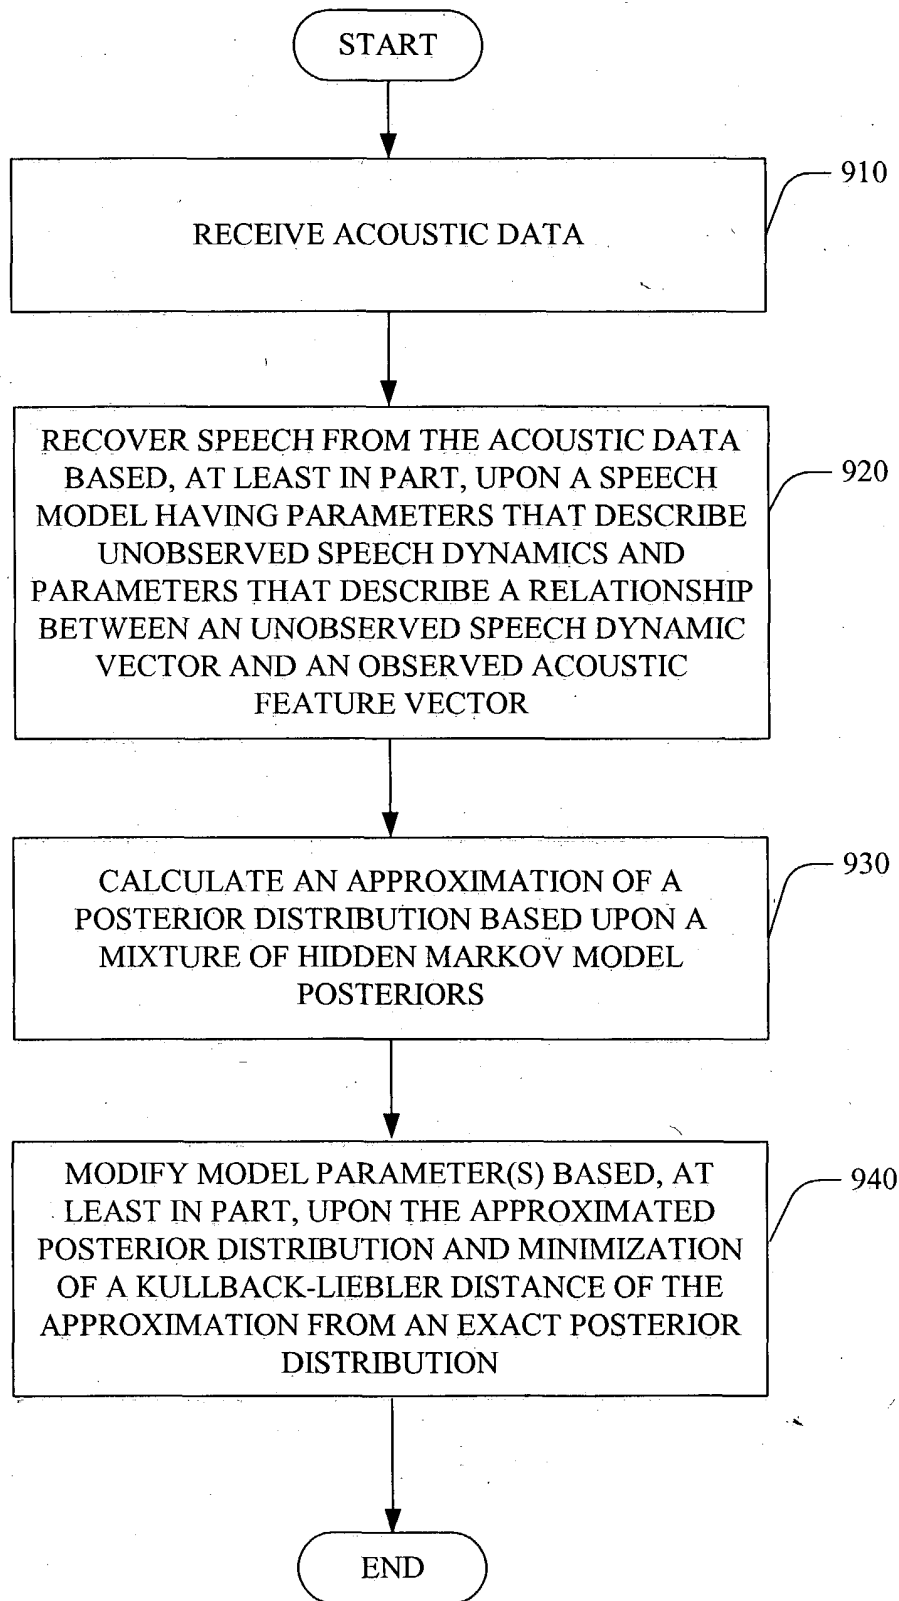 START
RECEIVE ACOUSTIC DATA
910
RECOVER SPEECH FROM THE ACOUSTIC DATA
BASED, AT LEAST IN PART, UPON A SPEECH
MODEL HAVING PARAMETERS THAT DESCRIBE
UNOBSERVED SPEECH DYNAMICS AND
PARAMETERS THAT DESCRIBE A RELATIONSHIP
BETWEEN AN UNOBSERVED SPEECH DYNAMIC
VECTOR AND AN OBSERVED ACOUSTIC
FEATURE VECTOR
920
CALCULATE AN APPROXIMATION OF A
POSTERIOR DISTRIBUTION BASED UPON A
MIXTURE OF HIDDEN MARKOV MODEL
POSTERIORS
930
MODIFY MODEL PARAMETER(S) BASED, AT
LEAST IN PART, UPON THE APPROXIMATED
POSTERIOR DISTRIBUTION AND MINIMIZATION
OF A KULLBACK-LIEBLER DISTANCE OF THE
APPROXIMATION FROM AN EXACT POSTERIOR
DISTRIBUTION
940
END